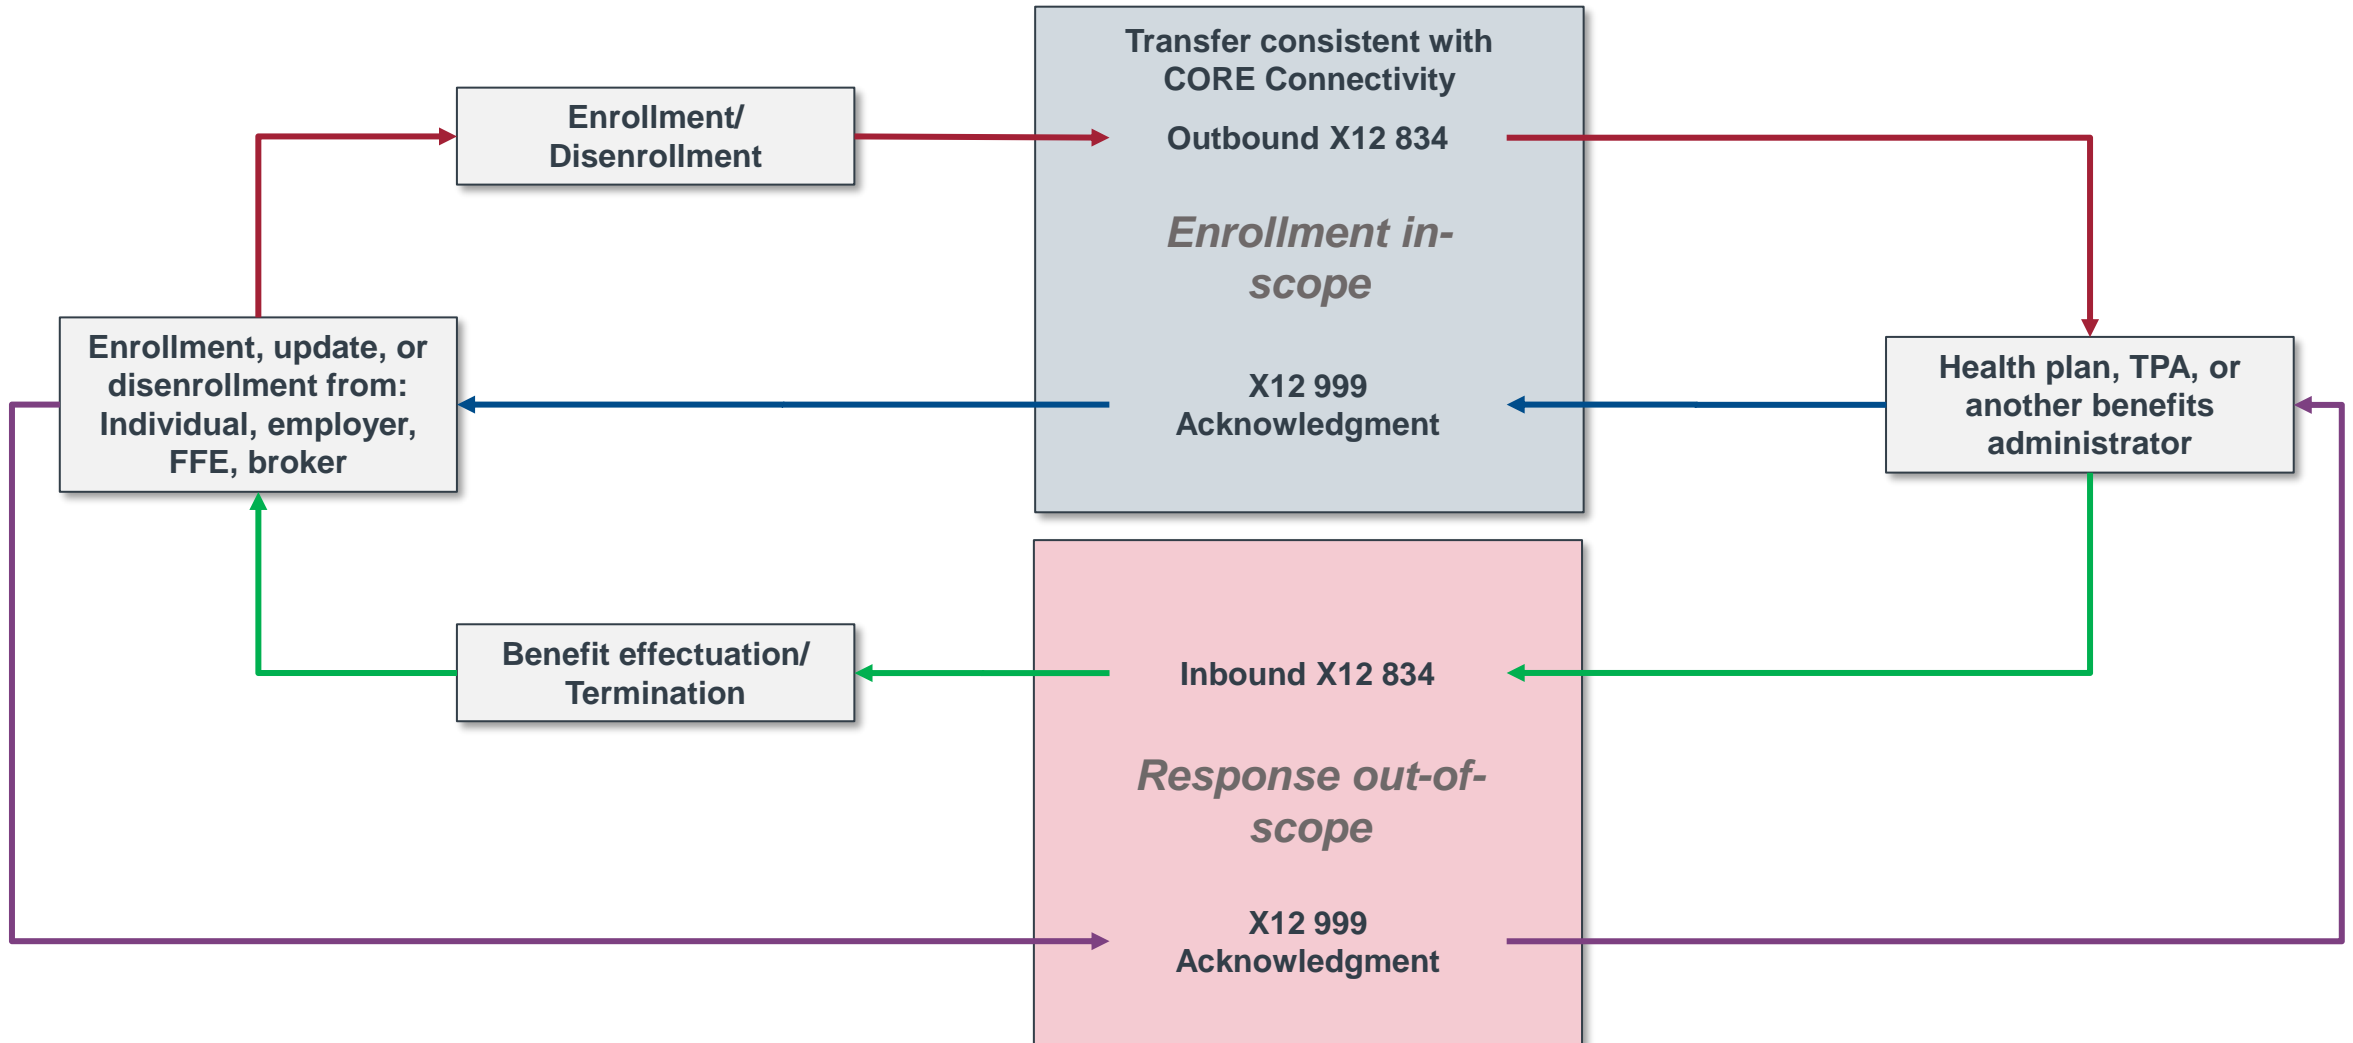 Transfer consistent with
CORE Connectivity
Enrollment/
Disenrollment
Outbound X12 834
Enrollment in-
scope
Enrollment, update, or
disenrollment from:
Individual, employer,
FFE, broker
X12 999
Acknowledgment
Health plan, TPA, or
another benefits
administrator
Benefit effectuation/
Termination
Inbound X12 834
Response out-of-
scope
X12 999
Acknowledgment